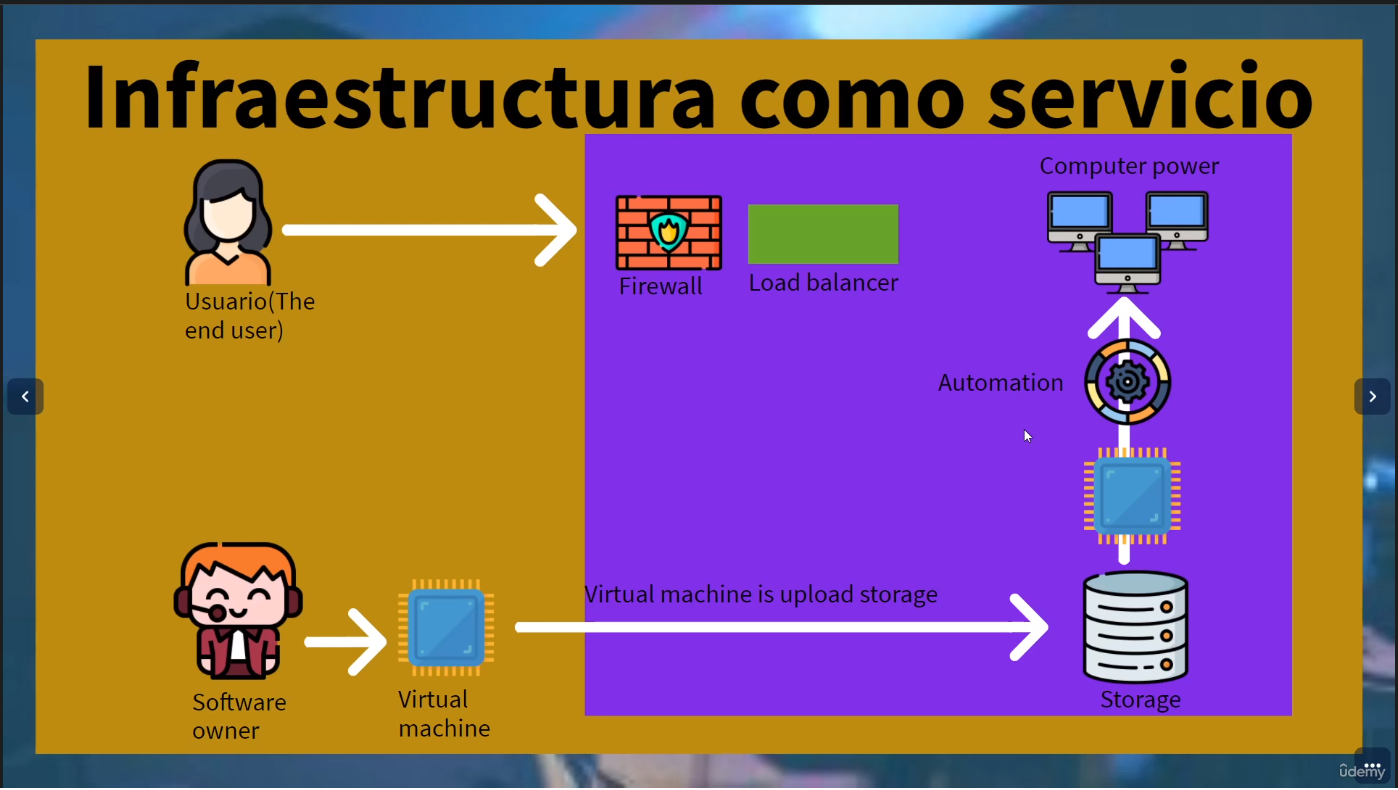 Infraestructura como servicio
Computer power
Firewall
Load balancer
Usuario(The
end user)
Automation
Virtual machine is upload storage
Software
owner
Virtual
machine
Storage
ûdemy